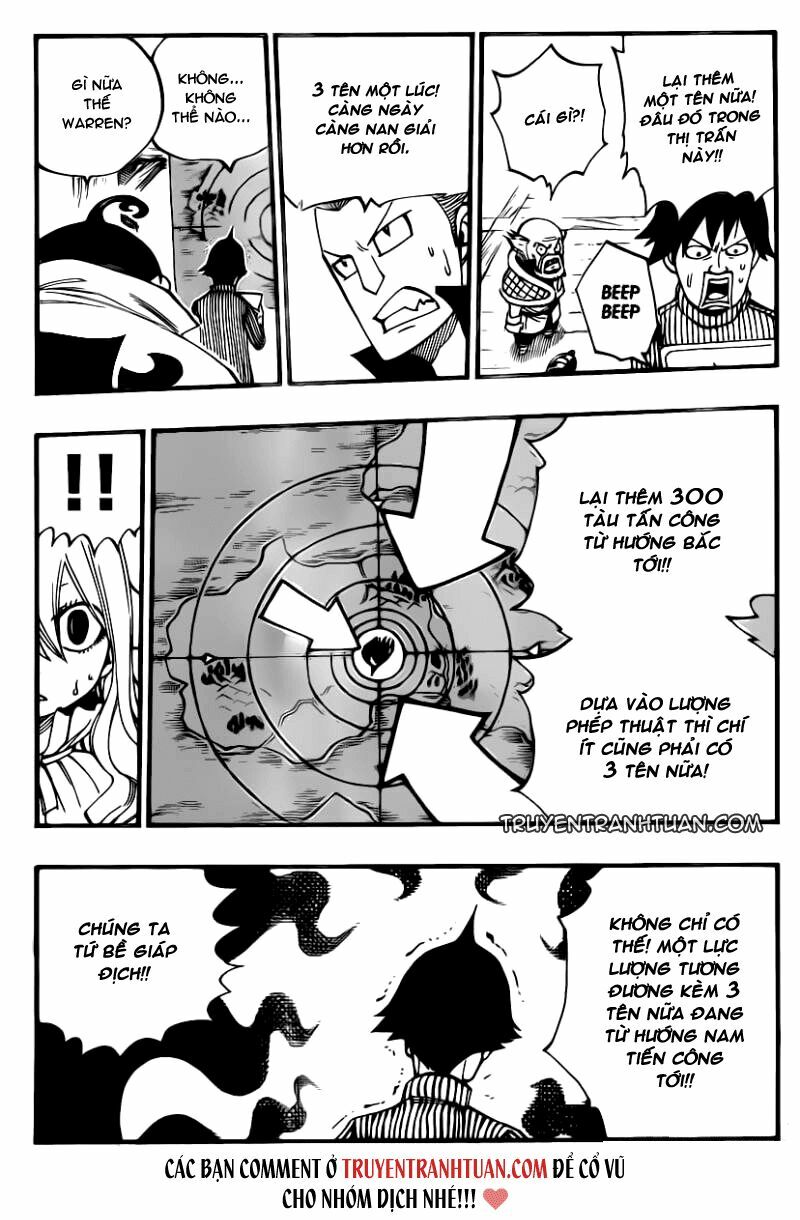 LẠI THÊM
MỘT TÊN NỮA!
ĐÂU ĐÓ TRONG
THỊ TRẤN
NÀY!!
CÁI GÌ?!
BEEP
BEEP
3 TÊN MỘT LÚC!
CÀNG NGÀY
CÀNG NAN GIẢI
HƠN RỒI.
KHÔNG...
KHÔNG
THỂ NÀO...
GÌ NỮA
THẾ
WARREN?
LẠI THÊM 300
TÀU TẤN CÔNG
TỪ HƯỚNG BẮC
TỚI!!
DỰA VÀO LƯỢNG
PHÉP THUẬT THÌ CHÍ
ÍT CŨNG PHẢI CÓ
3 TÊN NỮA!
!!
TRUYENTRANHTUAN.COM
KHÔNG CHỈ CÓ
THẾ! MỘT LỰC
LƯỢNG TƯƠNG
ĐƯƠNG KÈM 3
TÊN NỮA ĐANG
TỪ HƯỚNG NAM
TIẾN CÔNG
TỚI!!
CHÚNG TA
TỨ BỀ GIÁP
ĐỊCH!!
CÁC BẠN COMMENT Ở TRUYENTRANHTUAN.COM ĐỂ CỔ VŨ
CHO NHÓM DỊCH NHÉ!!!